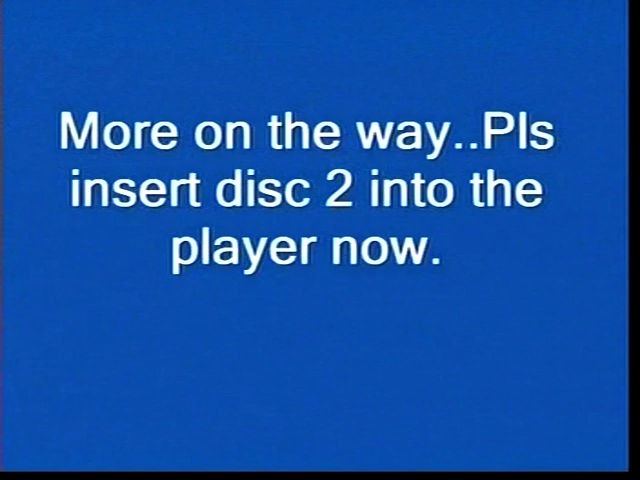 More on the way..Pls
insert disc 2 into the
player now.